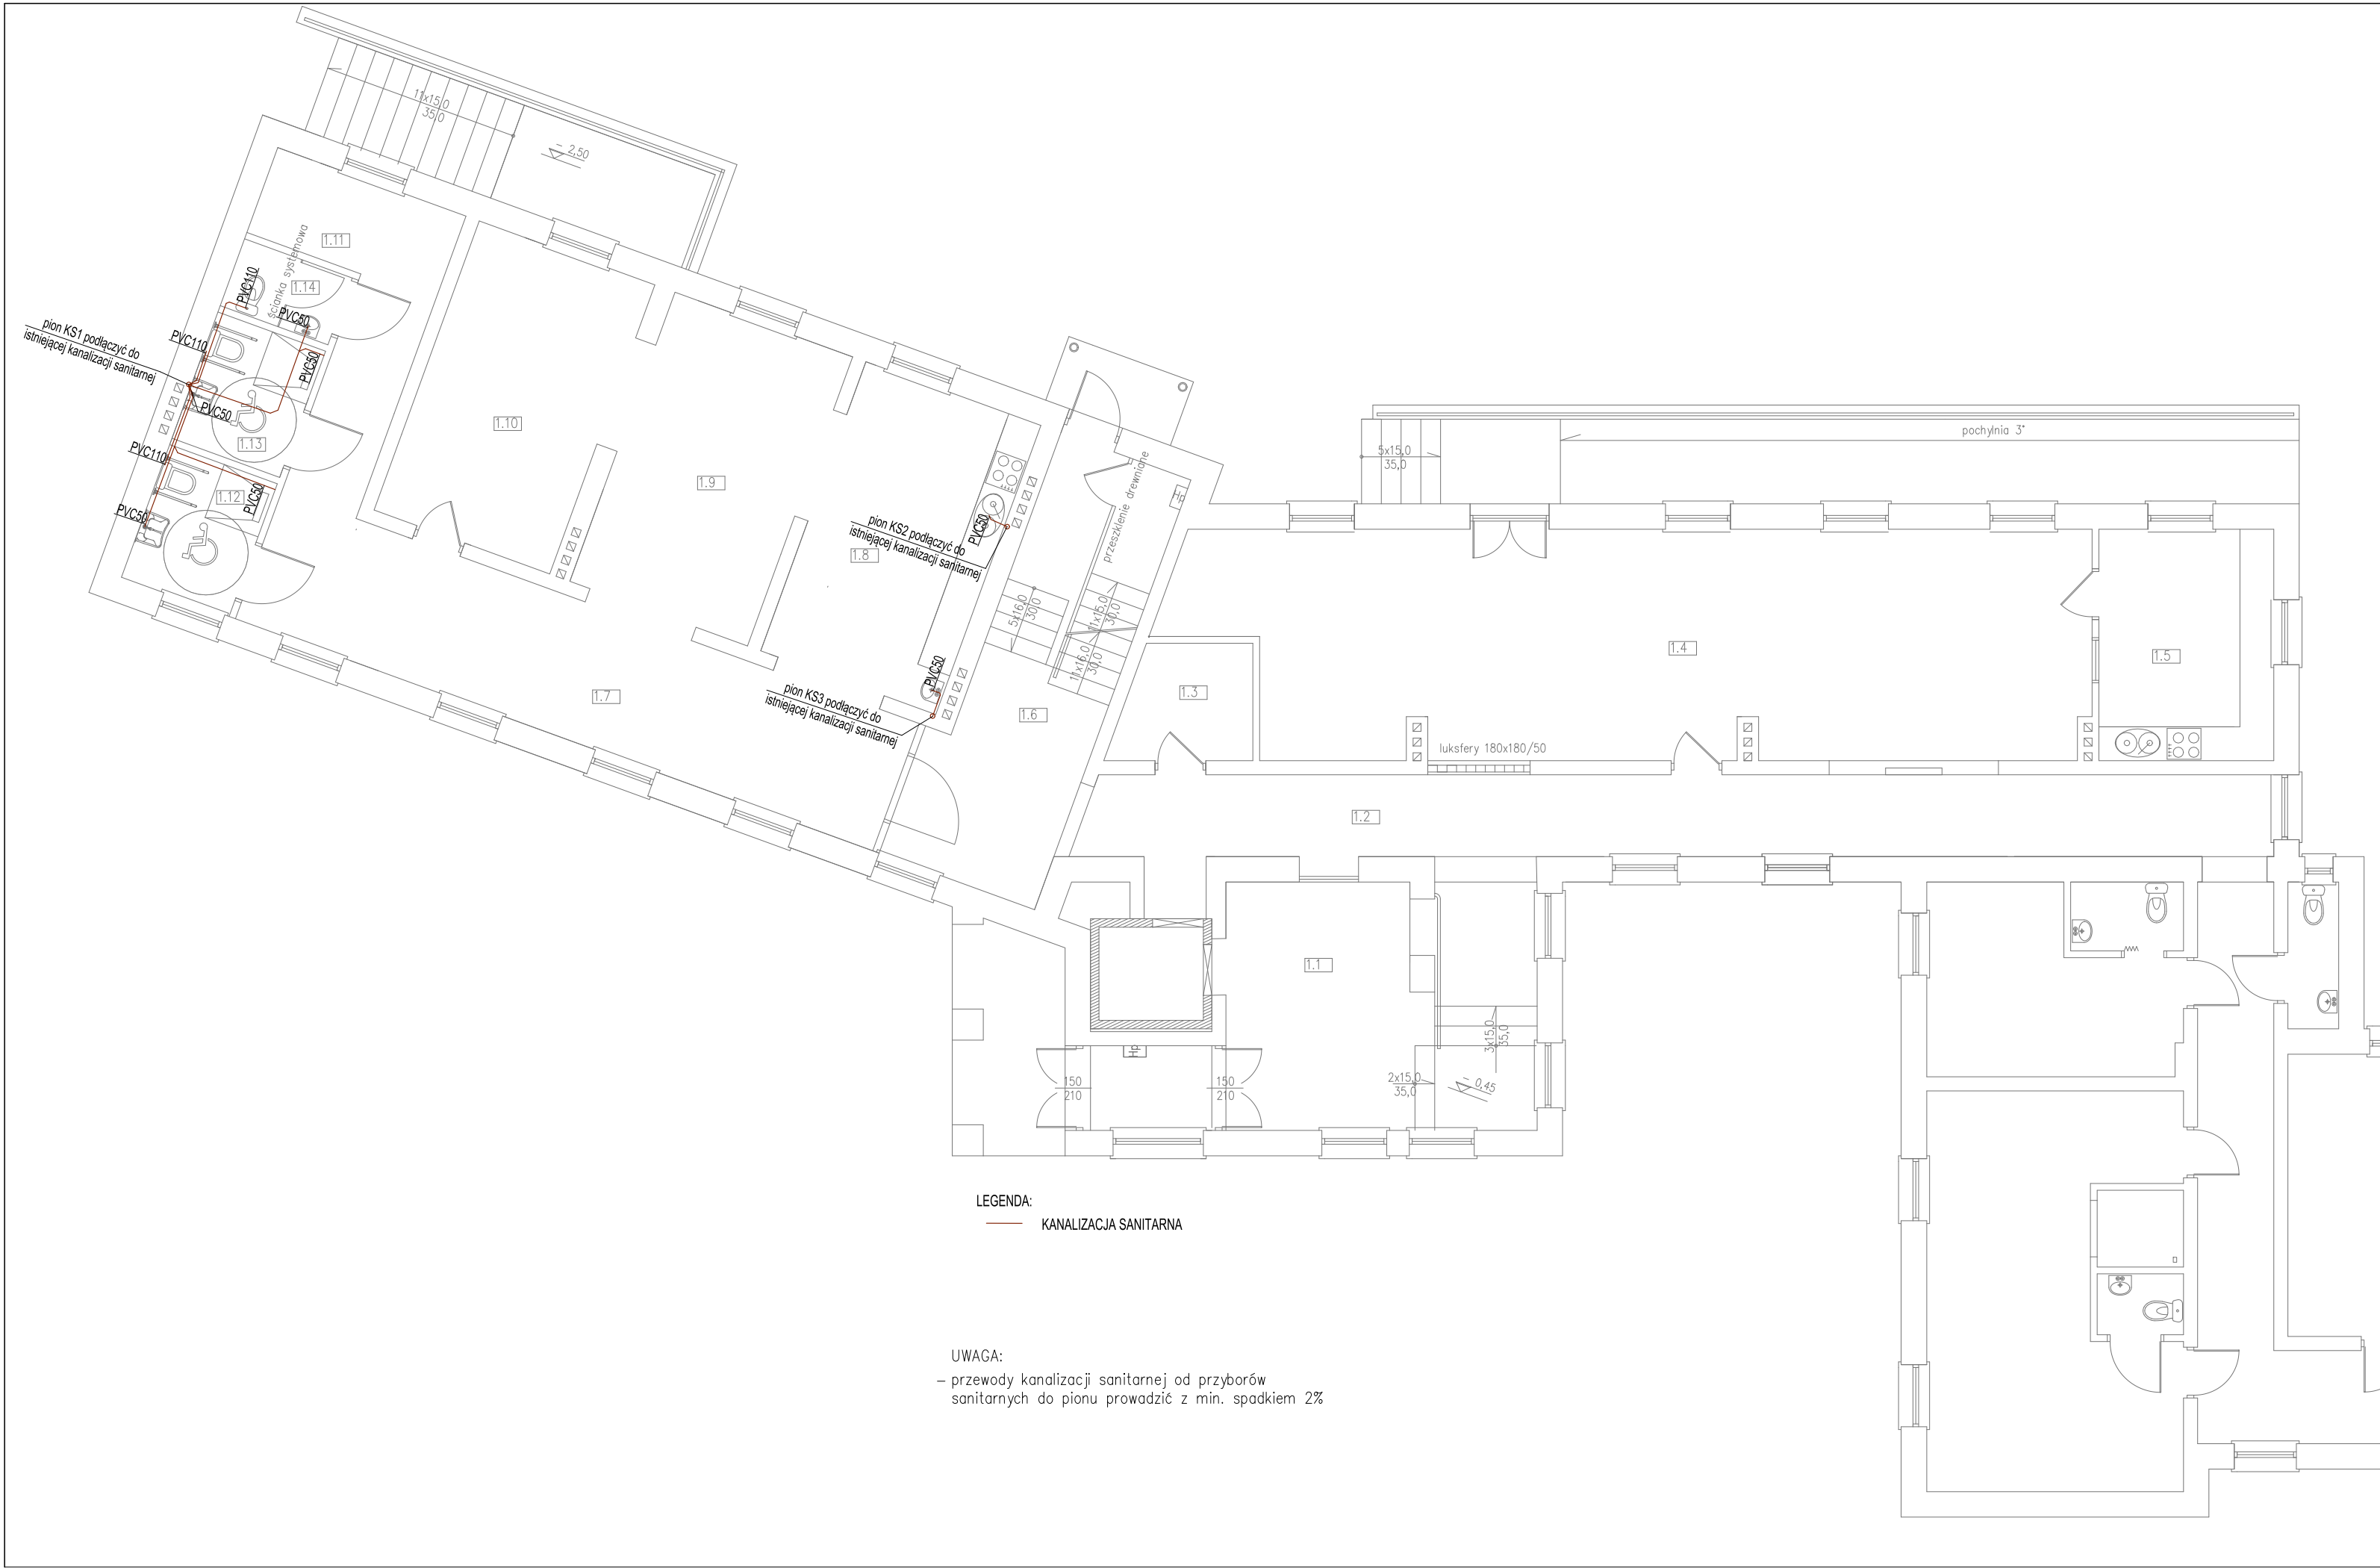 11x15,0
35,0
- 2,50
1.11
ścianka systemowa
1.14
PVC110
PVC50
pion KS1 podłączyć do
istniejącej kanalizacji sanitarnej
PVC110
PVC50
PVC50
1.13
PVC110
1.12
PVC50
PVC50
1.10
1.9
pion KS2 podłączyć do
istniejącej kanalizacji sanitarnej
PVC50
1.8
przeszklenie drewniane
Hp
5x16,0
30,0
11x15,0
30,0
11x16,0
30,0
PVC50
pion KS3 podłączyć do
istniejącej kanalizacji sanitarnej
1.7
1.6
5x15,0
35,0
pochylnia 3°
1.4
1.5
1.3
luksfery 180x180/50
1.2
1.1
Hp
150
210
150
210
3x15,0
35,0
2x15,0
35,0
- 0,45
LEGENDA:
KANALIZACJA SANITARNA
UWAGA:
– przewody kanalizacji sanitarnej od przyborów
sanitarnych do pionu prowadzić z min. spadkiem 2%